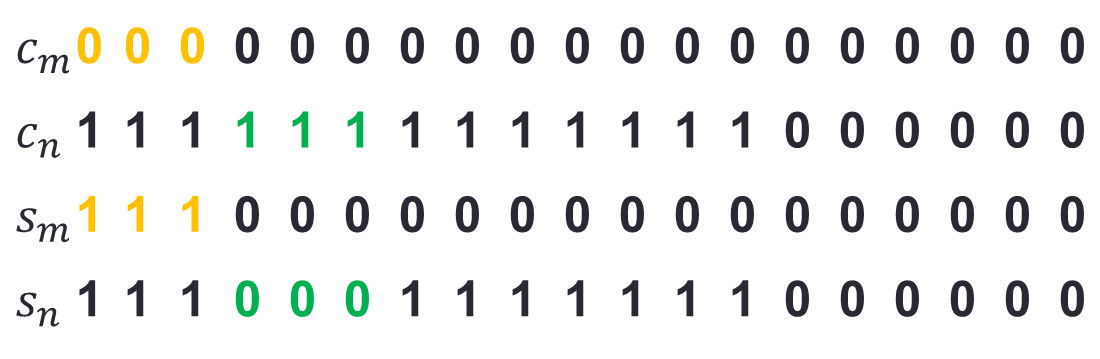 c_m 0 0 0 0 0 0 0 0 0 0 0 0 0 0 0 0 0 0 0
c_n 1 1 1 1 1 1 1 1 1 1 1 1 1 0 0 0 0 0 0
s_m 1 1 1 0 0 0 0 0 0 0 0 0 0 0 0 0 0 0 0
s_n 1 1 1 0 0 0 1 1 1 1 1 1 1 0 0 0 0 0 0